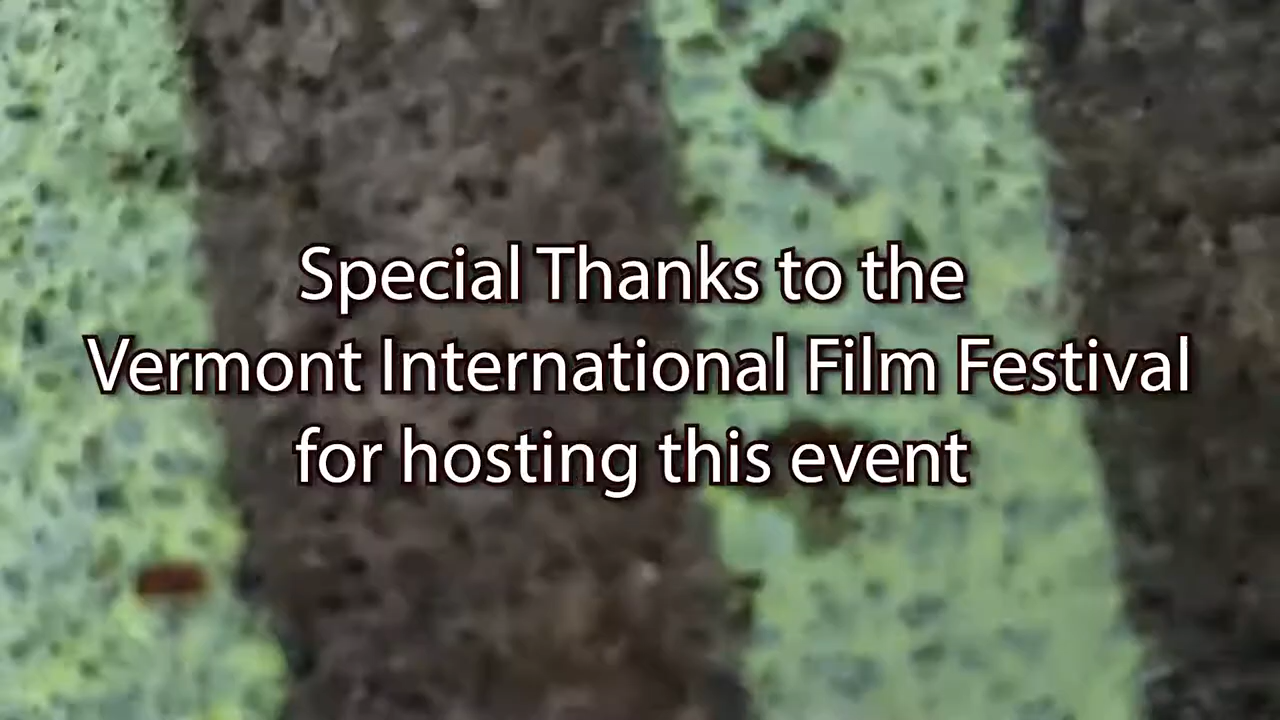 Special Thanks to the
Vermont International Film Festival
for hosting this event